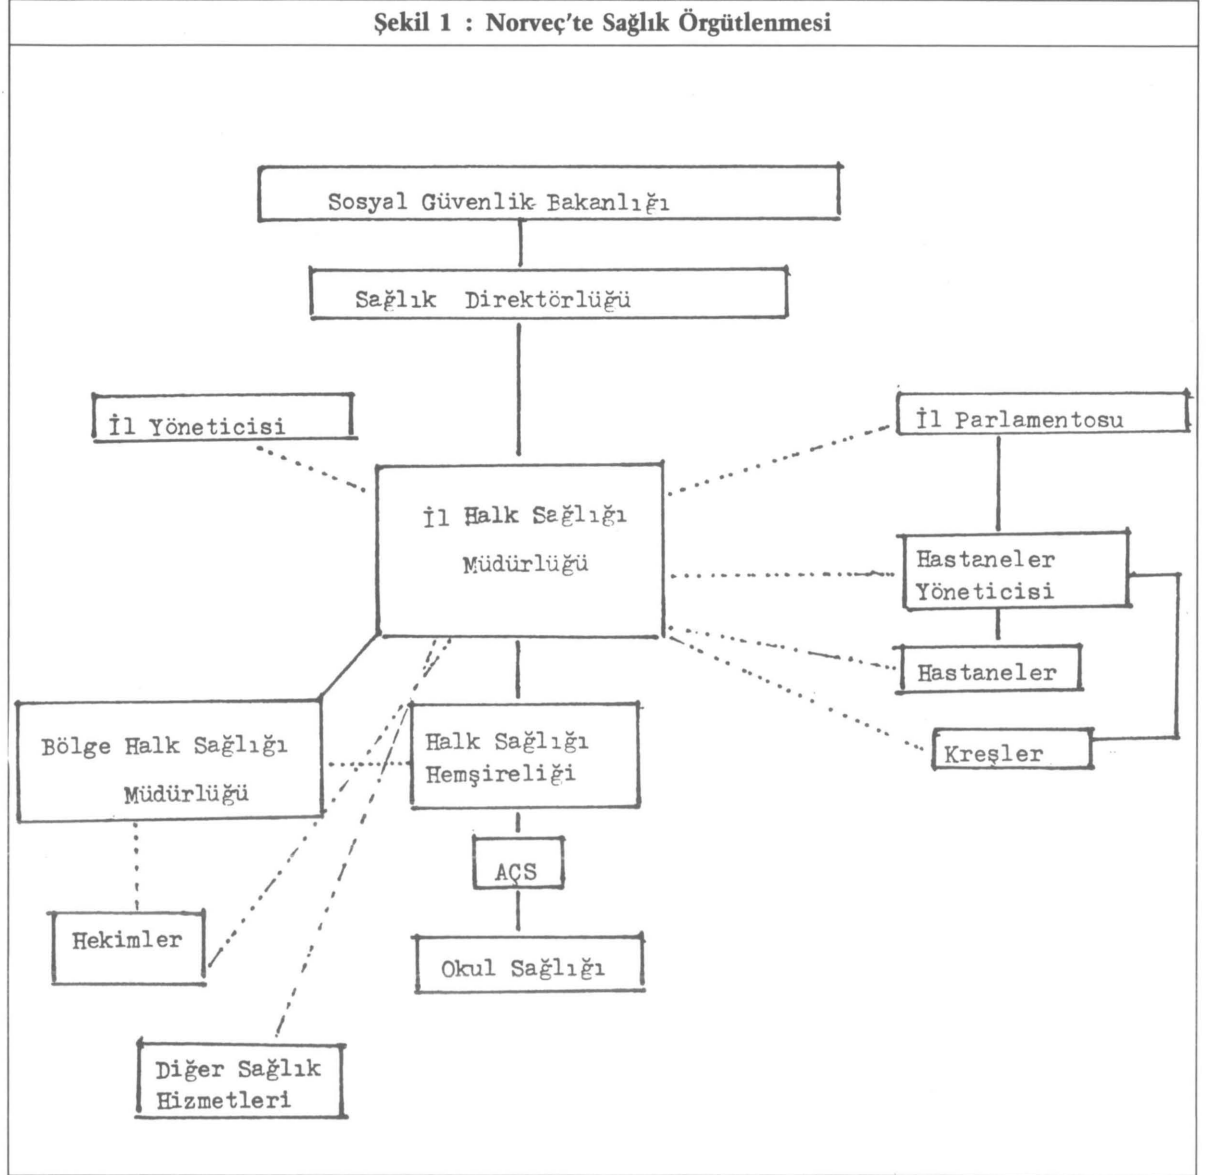 Şekil 1 : Norveç'te Sağlık Örgütlenmesi
Sosyal Güvenlik Bakanlığı
Sağlık Direktörlüğü
İl Yöneticisi
İl Parlamentosu
İl Halk Sağlığı
Müdürlüğü
Hastaneler
Yöneticisi
Hastaneler
Kreşler
Bölge Halk Sağlığı
Müdürlüğü
Halk Sağlığı
Hemşireliği
AÇS
Hekimler
Okul Sağlığı
Diğer Sağlık
Hizmetleri